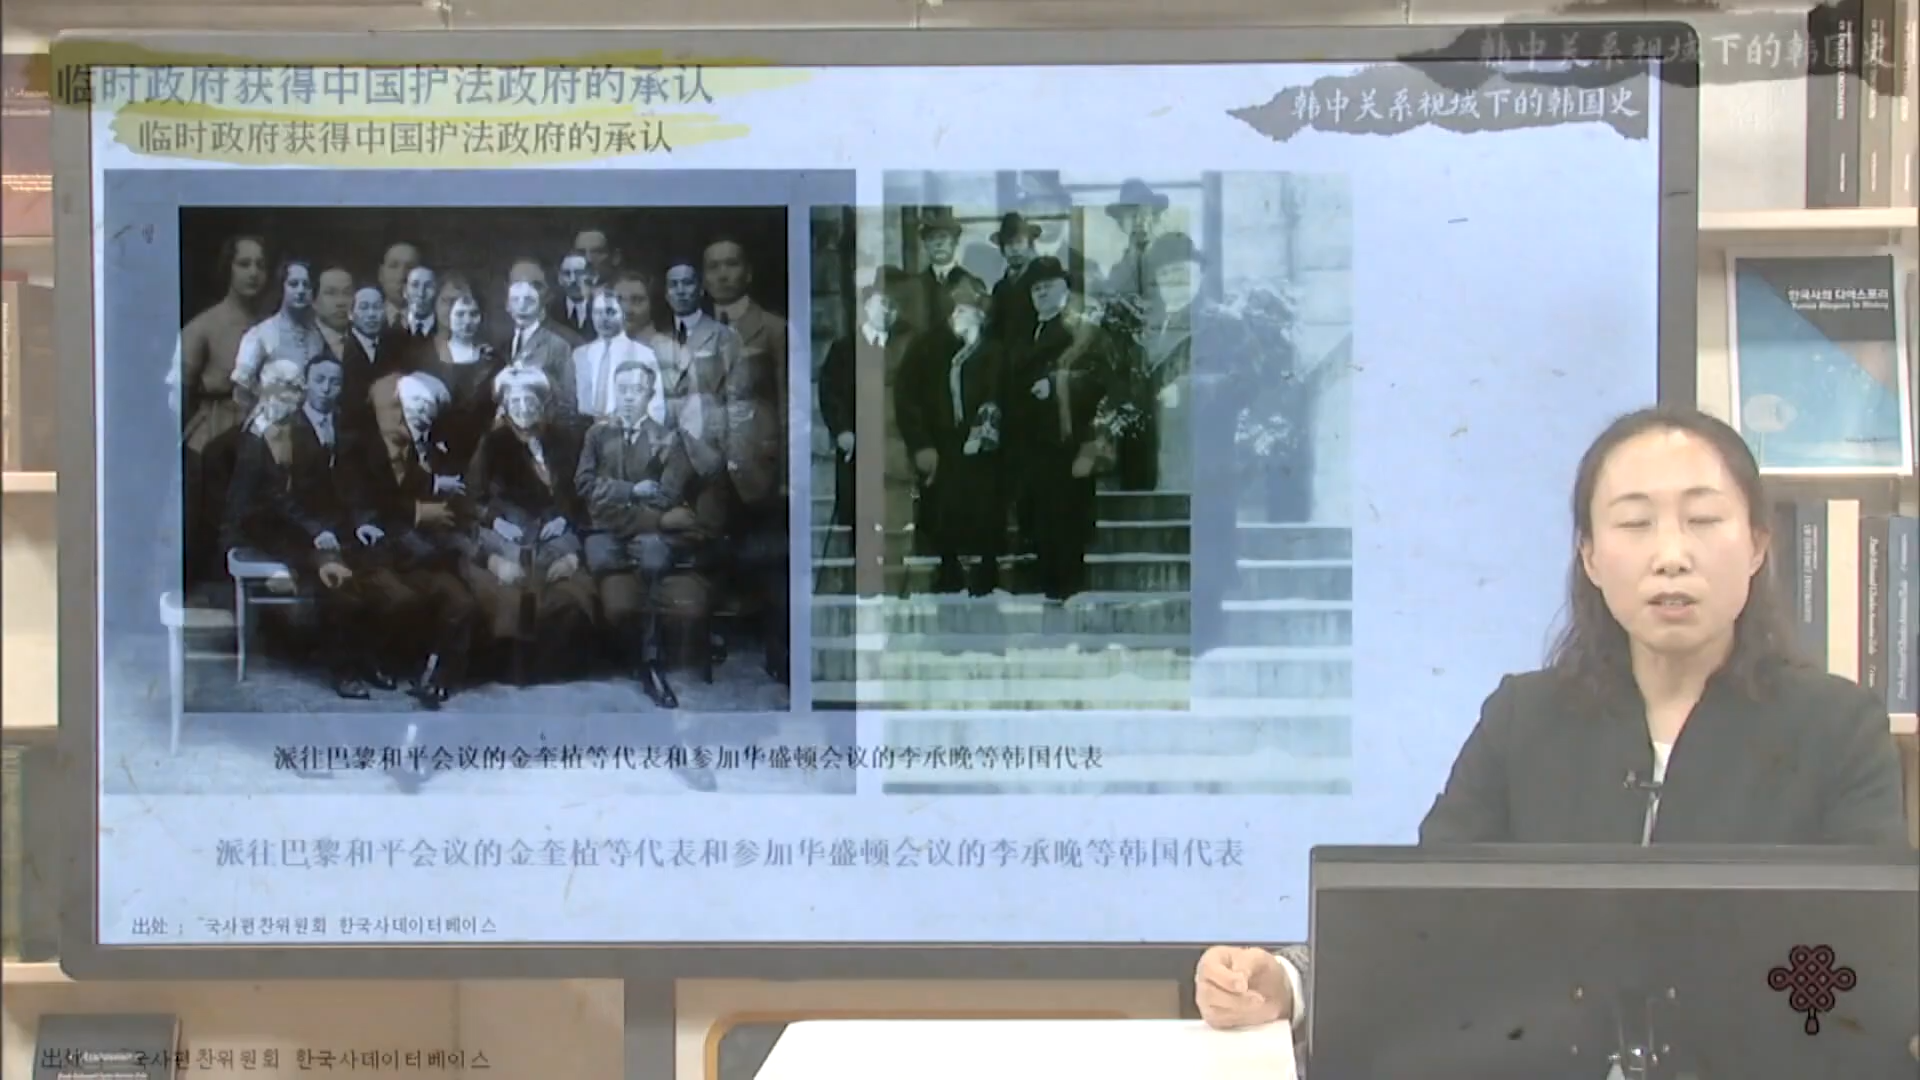 临时政府获得中国护法政府的承认
韩中关系视域下的韩国史
临时政府获得中国护法政府的承认
韩中关系视域下的韩国史
한국사의 디아스포라
派往巴黎和平会议的金奎植等代表和参加华盛顿会议的李承晚等韩国代表
派往巴黎和平会议的金奎植等代表和参加华盛顿会议的李承晚等韩国代表
出处 : 국사편찬위원회 한국사데이터베이스
出处 국사편찬위원회 한국사데이터베이스